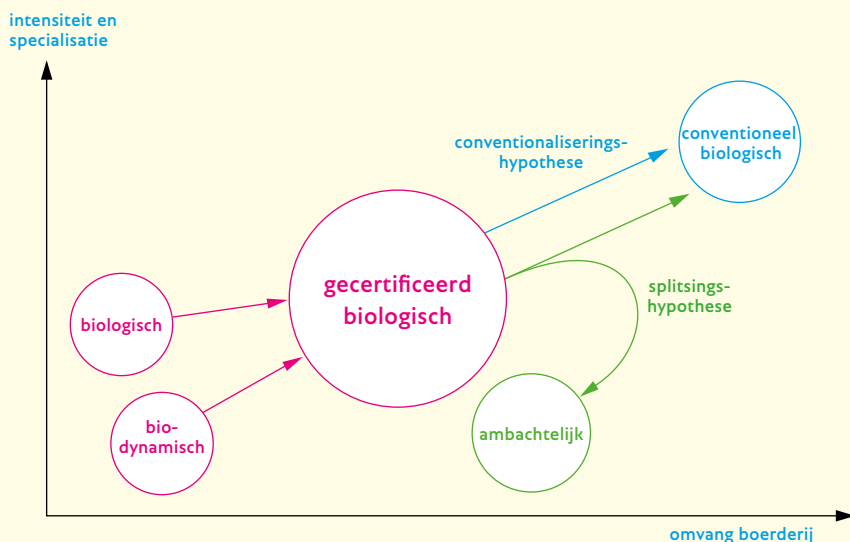 intensiteit en
specialisatie
conventionaliserings-
hypothese
conventioneel
biologisch
gecertificeerd
biologisch
splitsings-
hypothese
biologisch
bio-
dynamisch
ambachtelijk
omvang boerderij